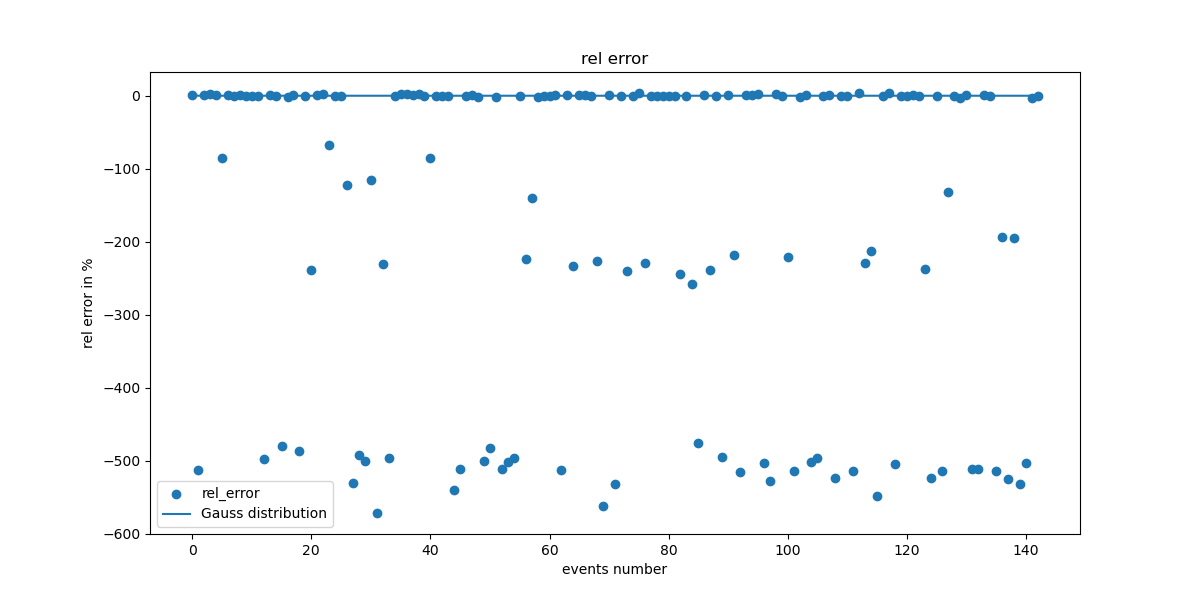 rel error
rel error in %
0
−100
−200
−300
−400
−500
−600
rel_error
Gauss distribution
0 20 40 60 80 100 120 140
events number